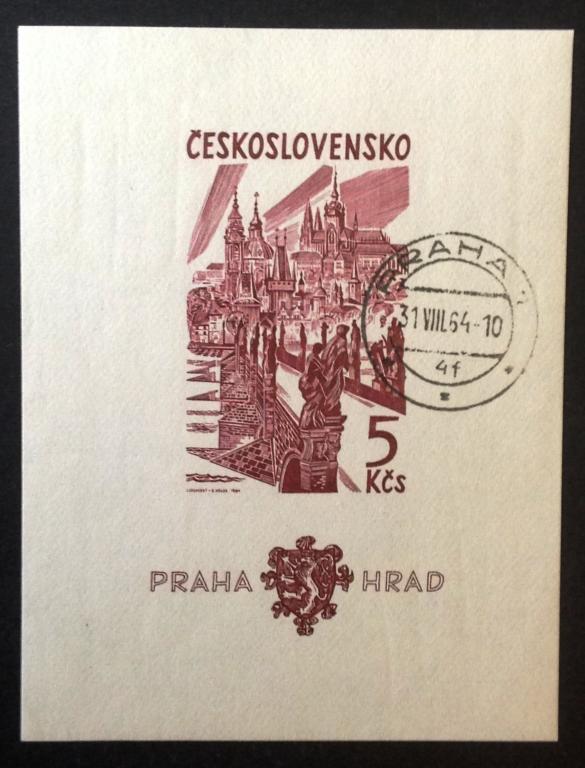 ČESKOSLOVENSKO
PRAHA
31 VIII.64-10
4f
5
Kčs
PRAHA HRAD